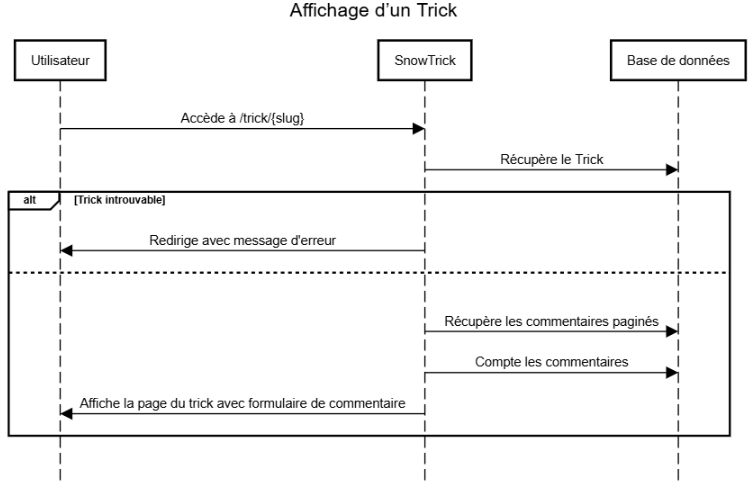 Affichage d’un Trick
Utilisateur
SnowTrick
Base de données
Accède à /trick/{slug}
Récupère le Trick
alt
[Trick introuvable]
Redirige avec message d'erreur
Récupère les commentaires paginés
Compte les commentaires
Affiche la page du trick avec formulaire de commentaire